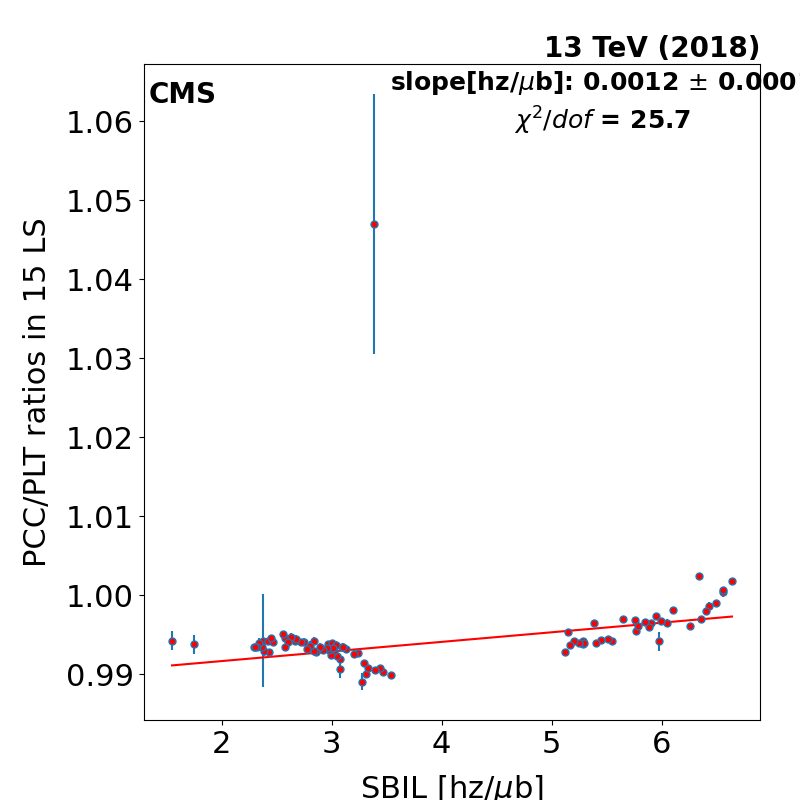 13 TeV (2018)
CMS
slope[hz/μb]: 0.0012 ± 0.000
χ²/dof = 25.7
PCC/PLT ratios in 15 LS
1.06
1.05
1.04
1.03
1.02
1.01
1.00
0.99
2 3 4 5 6
SBIL [hz/μb]